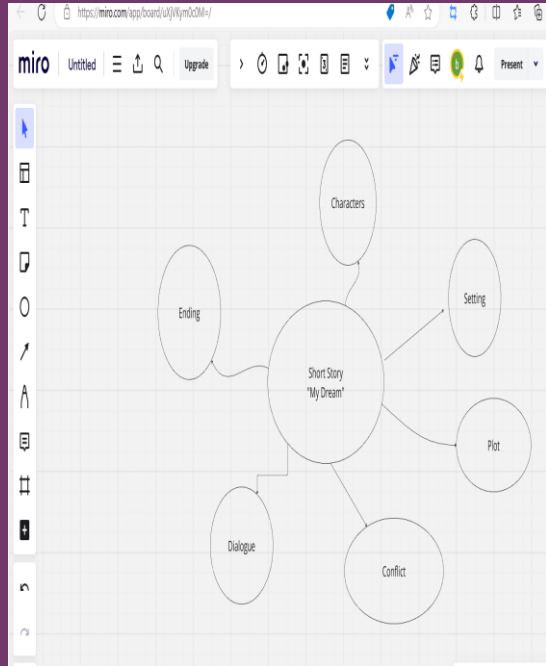 https://miro.com/app/board/uXjVKym0c0M=/
miro Untitled Upgrade Present
Characters
Setting
Ending
Short Story
"My Dream"
Plot
Dialogue
Conflict